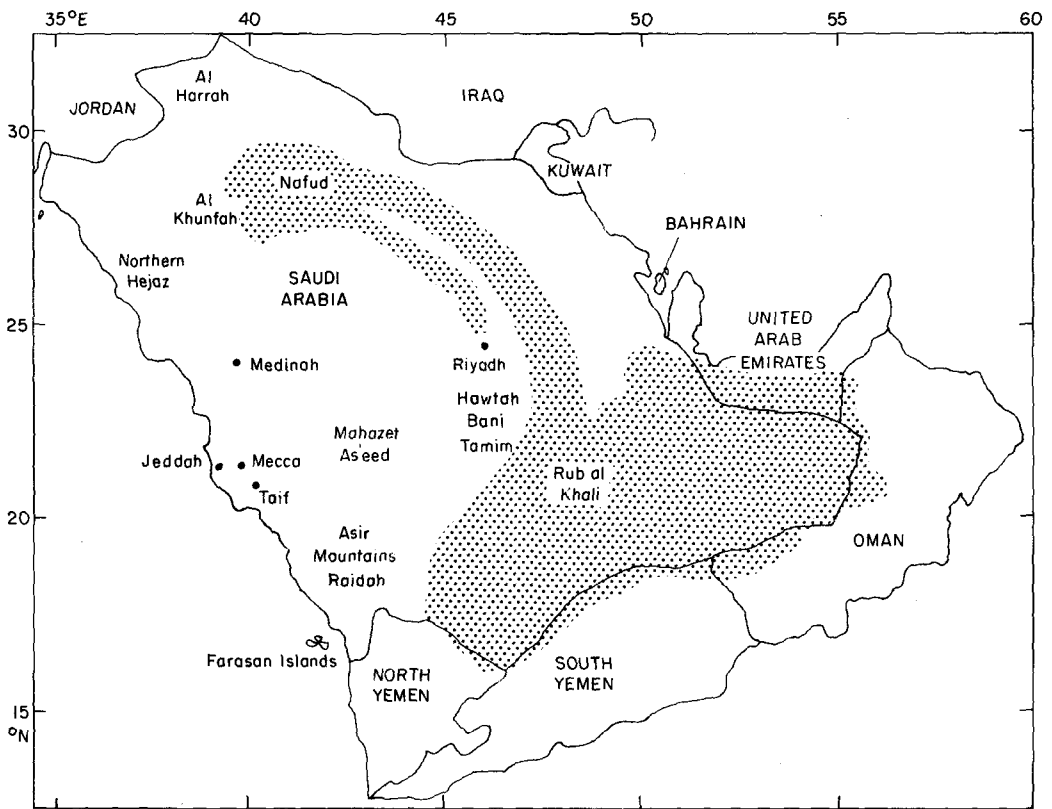 35°E 40 45 50 55 60
Al
Harrah
JORDAN
IRAQ
30
KUWAIT
Nafud
Al
Khunfah
BAHRAIN
Northern
Hejaz
SAUDI
ARABIA
25
UNITED
ARAB
EMIRATES
Medinah
Riyadh
Hawtah
Bani
Tamim
Mahazet
As'eed
Jeddah
Mecca
Taif
Rub al
Khali
20
Asir
Mountains
Raidah
OMAN
Farasan Islands
NORTH
YEMEN
SOUTH
YEMEN
15
°N